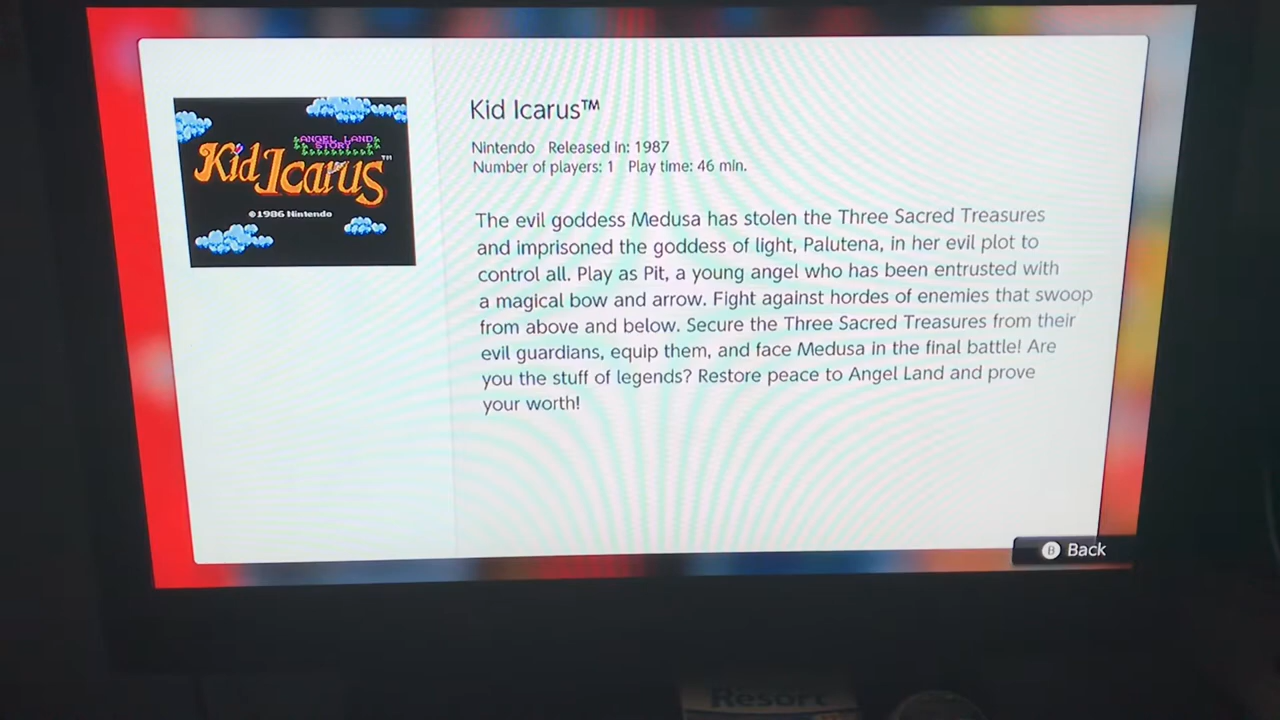 Kid Icarus™
Nintendo Released in: 1987
Number of players: 1 Play time: 46 min.
ANGEL LAND
STORY
Kid Icarus™
©1986 Nintendo
The evil goddess Medusa has stolen the Three Sacred Treasures
and imprisoned the goddess of light, Palutena, in her evil plot to
control all. Play as Pit, a young angel who has been entrusted with
a magical bow and arrow. Fight against hordes of enemies that swoop
from above and below. Secure the Three Sacred Treasures from their
evil guardians, equip them, and face Medusa in the final battle! Are
you the stuff of legends? Restore peace to Angel Land and prove
your worth!
B Back
Resort